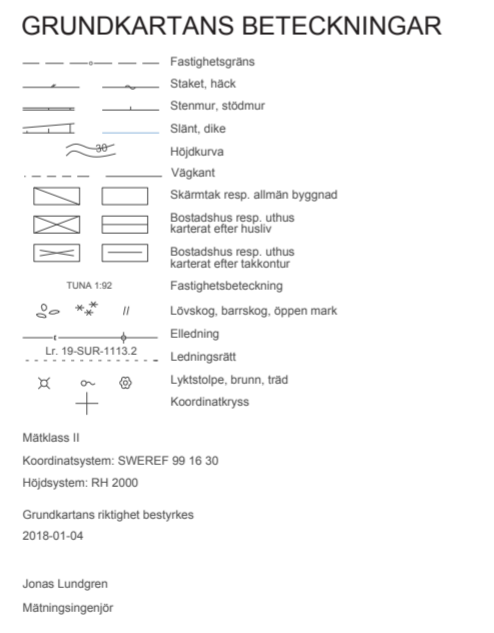 GRUNDKARTANS BETECKNINGAR
Fastighetsgräns
Staket, häck
Stenmur, stödmur
Slänt, dike
30
Höjdkurva
Vägkant
Skärmtak resp. allmän byggnad
Bostadshus resp. uthus
karterat efter husliv
Bostadshus resp. uthus
karterat efter takkontur
TUNA 1:92
Fastighetsbeteckning
Lövskog, barrskog, öppen mark
Elledning
Lr. 19-SUR-1113.2
Ledningsrätt
Lyktstolpe, brunn, träd
Koordinatkryss
Mätklass II
Koordinatsystem: SWEREF 99 16 30
Höjdsystem: RH 2000
Grundkartans riktighet bestyrkes
2018-01-04
Jonas Lundgren
Mätningsingenjör